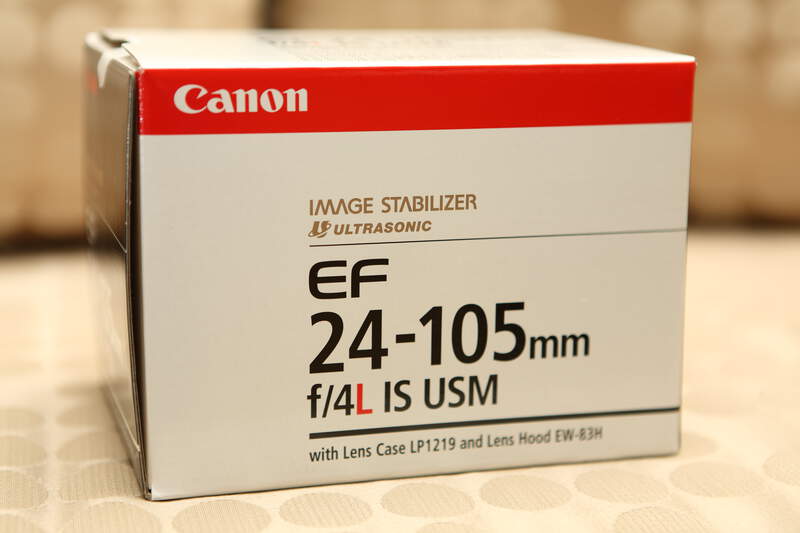 Canon
IMAGE STABILIZER
ULTRASONIC
EF
24-105mm
f/4L IS USM
with Lens Case LP1219 and Lens Hood EW-83H